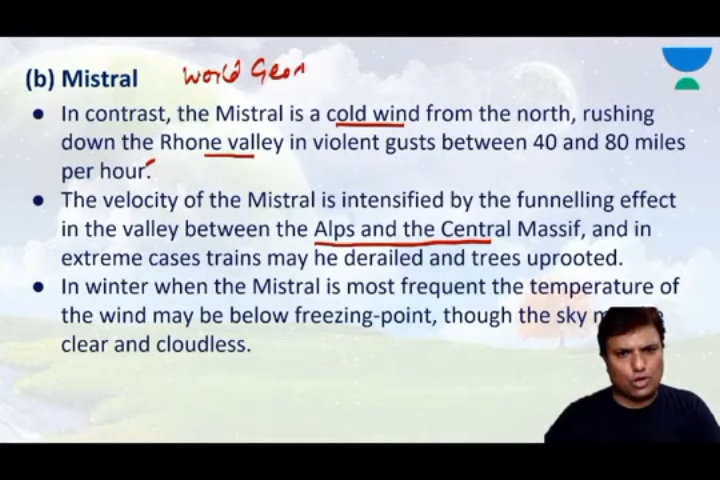 (b) Mistral World Geom
● In contrast, the Mistral is a cold wind from the north, rushing
down the Rhone valley in violent gusts between 40 and 80 miles
per hour.
● The velocity of the Mistral is intensified by the funnelling effect
in the valley between the Alps and the Central Massif, and in
extreme cases trains may he derailed and trees uprooted.
● In winter when the Mistral is most frequent the temperature of
the wind may be below freezing-point, though the sky
clear and cloudless.